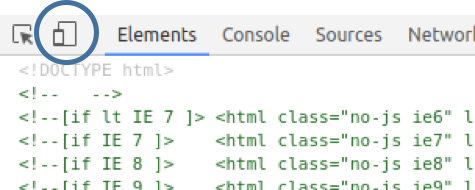 Elements Console Sources Network
<!DOCTYPE html>
<!--   -->
<!--[if lt IE 7 ]> <html class="no-js ie6" l
<!--[if IE 7 ]>    <html class="no-js ie7" l
<!--[if IE 8 ]>    <html class="no-js ie8" l
<!--[if IE 9 ]>    <html class="no-js ie9" l